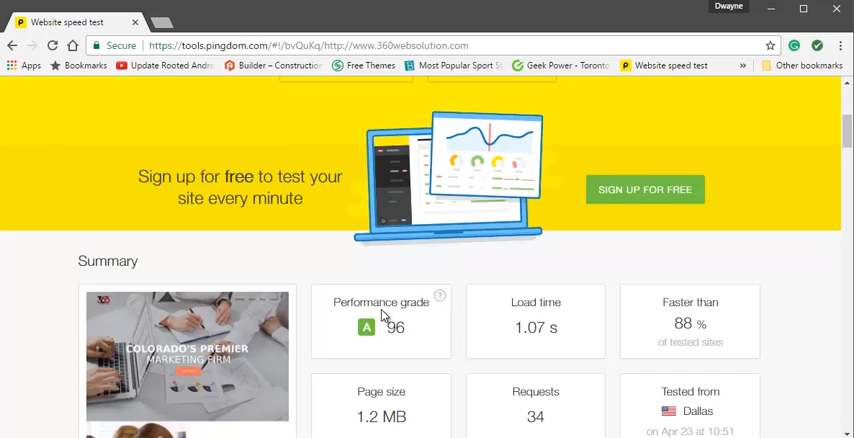 Dwayne
Website speed test
Secure https://tools.pingdom.com/#!/bvQuKq/http://www.360websolution.com
Apps Bookmarks Update Rooted Andro Builder – Construction Free Themes Most Popular Sport S Geek Power - Toronto Website speed test » Other bookmarks
Sign up for free to test your
site every minute
SIGN UP FOR FREE
Summary
Performance grade ?
A 96
Load time
1.07 s
Faster than
88 %
of tested sites
COLORADO'S PREMIER
MARKETING FIRM
Page size
1.2 MB
Requests
34
Tested from
Dallas
on Apr 23 at 10:51